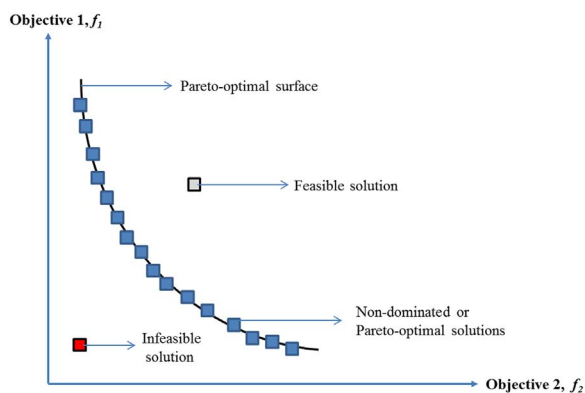 Objective 1, f1
Pareto-optimal surface
Feasible solution
Non-dominated or
Pareto-optimal solutions
Infeasible
solution
Objective 2, f2